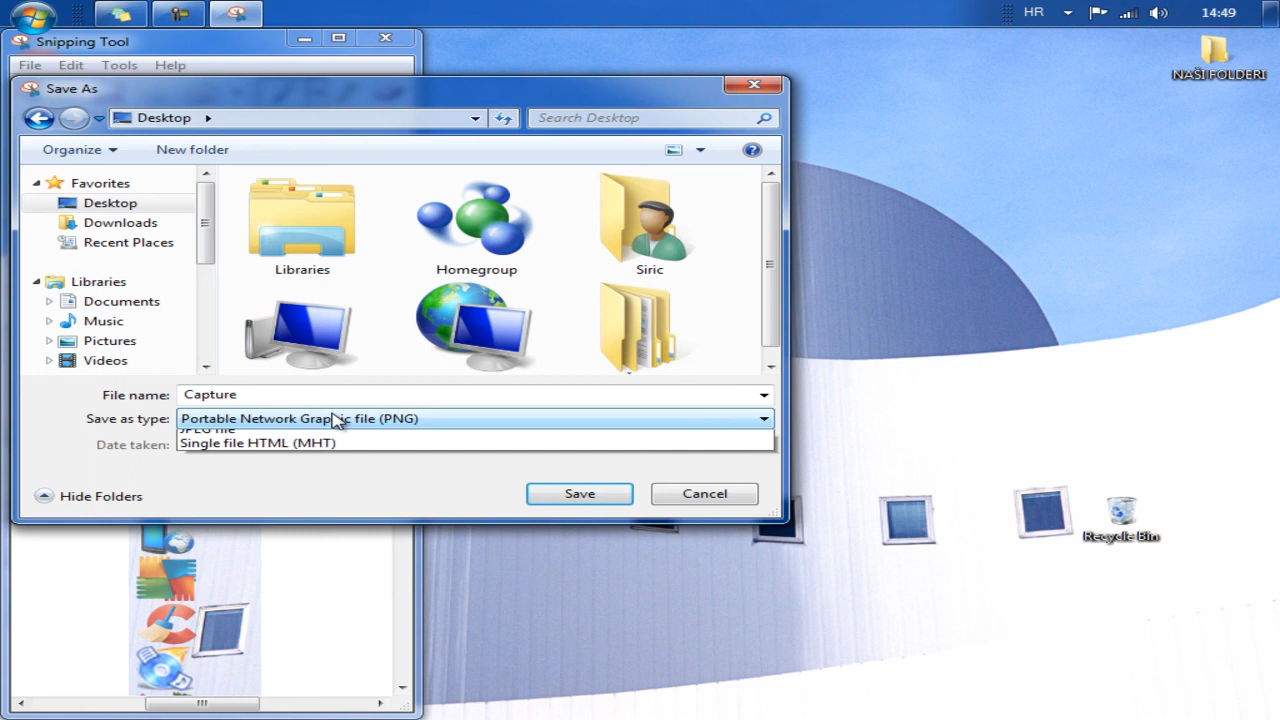 HR
14:49
Snipping Tool
File Edit Tools Help
NAŠI FOLDERI
Save As
Desktop
Search Desktop
Organize
New folder
Favorites
Desktop
Downloads
Recent Places
Libraries
Documents
Music
Pictures
Videos
Libraries
Homegroup
Siric
File name: Capture
Save as type: Portable Network Graphic file (PNG)
JPEG file
Single file HTML (MHT)
Date taken:
Hide Folders
Save
Cancel
Recycle Bin